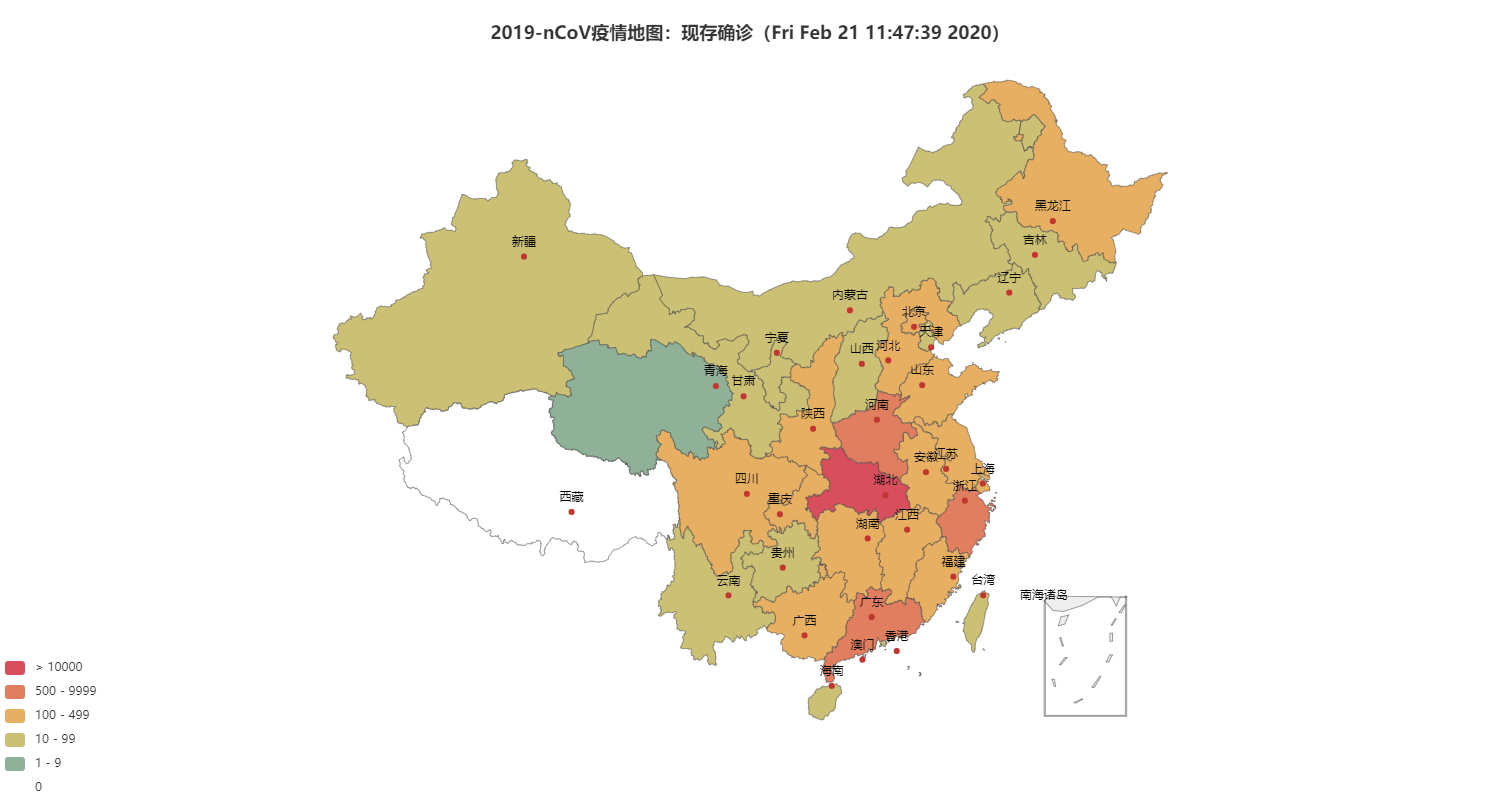 2019-nCoV疫情地图：现存确诊（Fri Feb 21 11:47:39 2020）
黑龙江
吉林
新疆
辽宁
内蒙古
北京
天津
宁夏
山西
河北
青海
甘肃
山东
河南
陕西
安徽
江苏
上海
四川
湖北
浙江
重庆
西藏
江西
湖南
贵州
福建
云南
台湾
南海诸岛
广东
广西
香港
澳门
海南
> 10000
500 - 9999
100 - 499
10 - 99
1 - 9
0